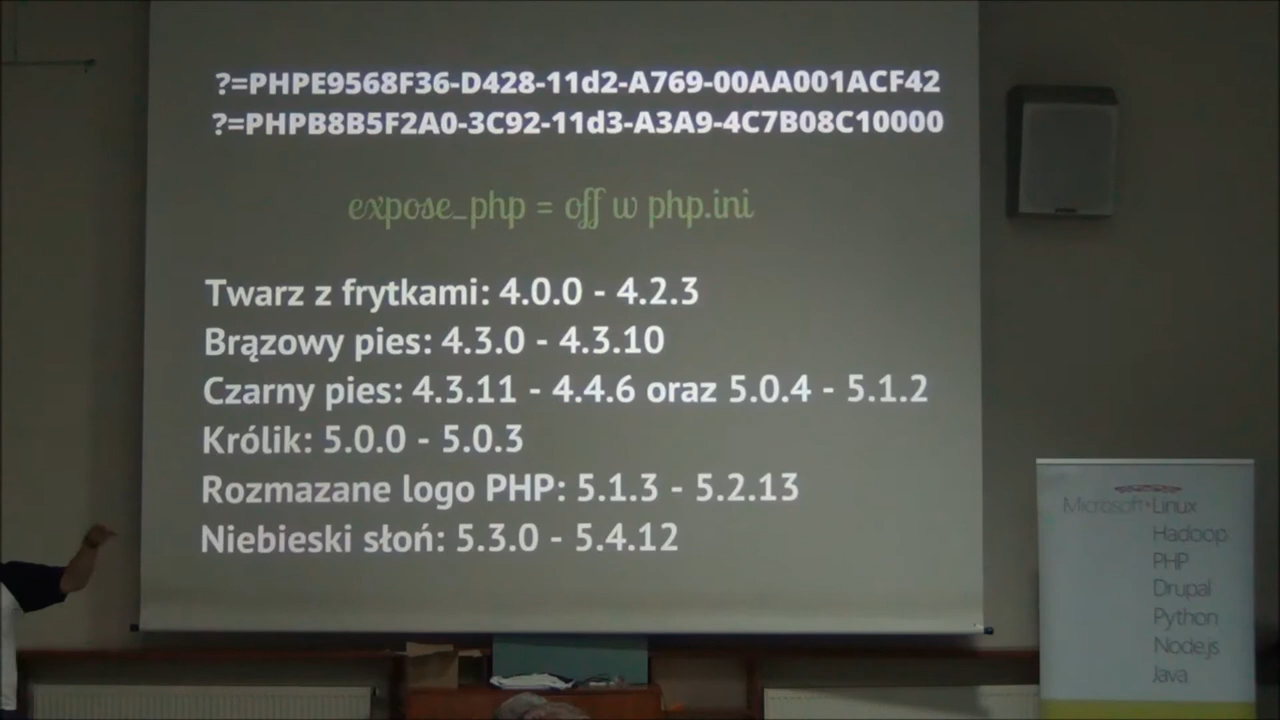 ?=PHPE9568F36-D428-11d2-A769-00AA001ACF42
?=PHPB8B5F2A0-3C92-11d3-A3A9-4C7B08C10000
expose_php = off w php.ini
Twarz z frytkami: 4.0.0 - 4.2.3
Brązowy pies: 4.3.0 - 4.3.10
Czarny pies: 4.3.11 - 4.4.6 oraz 5.0.4 - 5.1.2
Królik: 5.0.0 - 5.0.3
Rozmazane logo PHP: 5.1.3 - 5.2.13
Niebieski słoń: 5.3.0 - 5.4.12
Microsoft+Linux
Hadoop
PHP
Drupal
Python
Node.js
Java